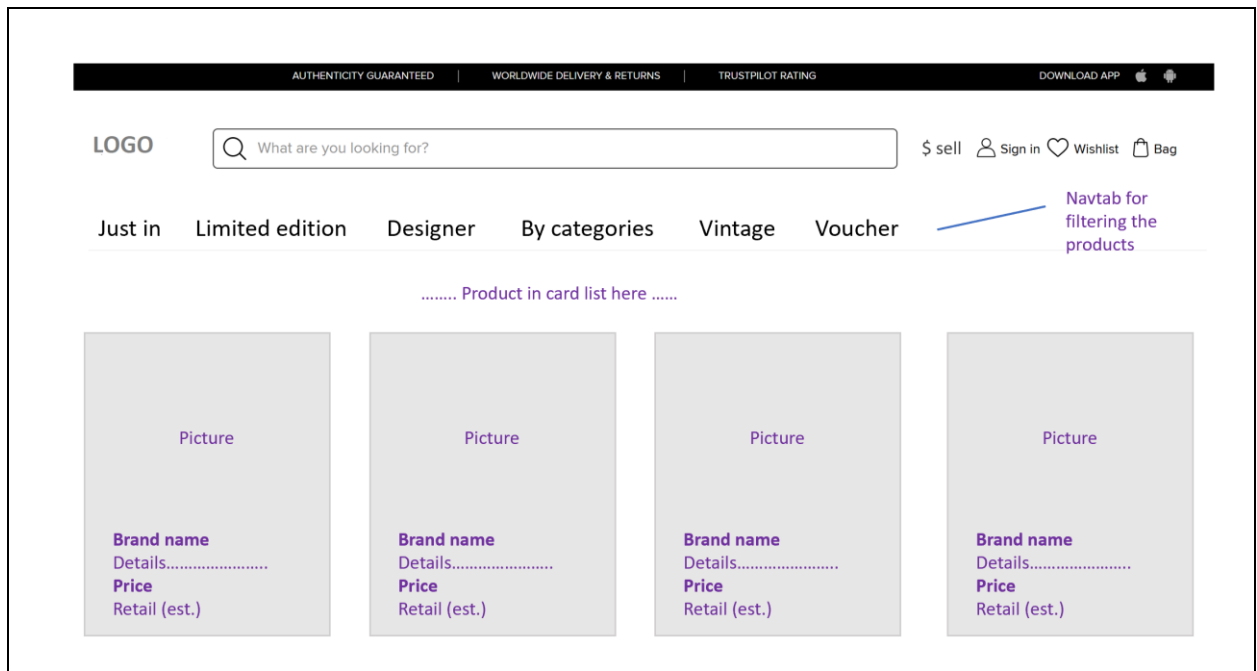 AUTHENTICITY GUARANTEED | WORLDWIDE DELIVERY & RETURNS | TRUSTPILOT RATING DOWNLOAD APP
LOGO What are you looking for? $ sell Sign in Wishlist Bag
Just in Limited edition Designer By categories Vintage Voucher
Navtab for
filtering the
products
........ Product in card list here ......
Picture Picture Picture Picture
Brand name Brand name Brand name Brand name
Details........................ Details........................ Details........................ Details........................
Price Price Price Price
Retail (est.) Retail (est.) Retail (est.) Retail (est.)